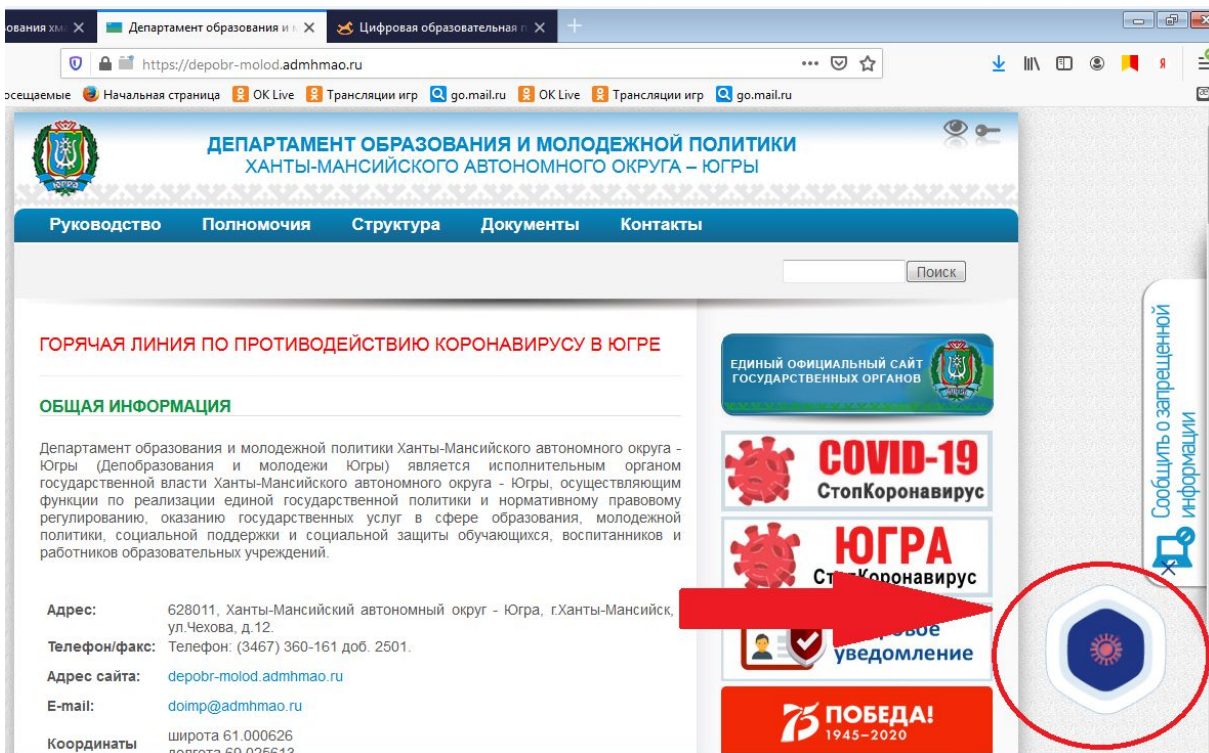 ования хм
Департамент образования и м
Цифровая образовательная п
https://depobr-molod.admhmao.ru
осещаемые Начальная страница OK Live Трансляции игр go.mail.ru OK Live Трансляции игр go.mail.ru
ДЕПАРТАМЕНТ ОБРАЗОВАНИЯ И МОЛОДЕЖНОЙ ПОЛИТИКИ
ХАНТЫ-МАНСИЙСКОГО АВТОНОМНОГО ОКРУГА – ЮГРЫ
Руководство Полномочия Структура Документы Контакты
Поиск
ГОРЯЧАЯ ЛИНИЯ ПО ПРОТИВОДЕЙСТВИЮ КОРОНАВИРУСУ В ЮГРЕ
ОБЩАЯ ИНФОРМАЦИЯ
Департамент образования и молодежной политики Ханты-Мансийского автономного округа -
Югры (Депобразования и молодежи Югры) является исполнительным органом
государственной власти Ханты-Мансийского автономного округа - Югры, осуществляющим
функции по реализации единой государственной политики и нормативному правовому
регулированию, оказанию государственных услуг в сфере образования, молодежной
политики, социальной поддержки и социальной защиты обучающихся, воспитанников и
работников образовательных учреждений.
Адрес: 628011, Ханты-Мансийский автономный округ - Югра, г.Ханты-Мансийск,
ул.Чехова, д.12.
Телефон/факс: Телефон: (3467) 360-161 доб. 2501.
Адрес сайта: depobr-molod.admhmao.ru
E-mail: doimp@admhmao.ru
Координаты широта 61.000626
долгота 69.025613
ЕДИНЫЙ ОФИЦИАЛЬНЫЙ САЙТ
ГОСУДАРСТВЕННЫХ ОРГАНОВ
COVID-19
СтопКоронавирус
ЮГРА
СтопКоронавирус
уведомление
75 ПОБЕДА!
1945–2020
Сообщить о запрещенной
информации